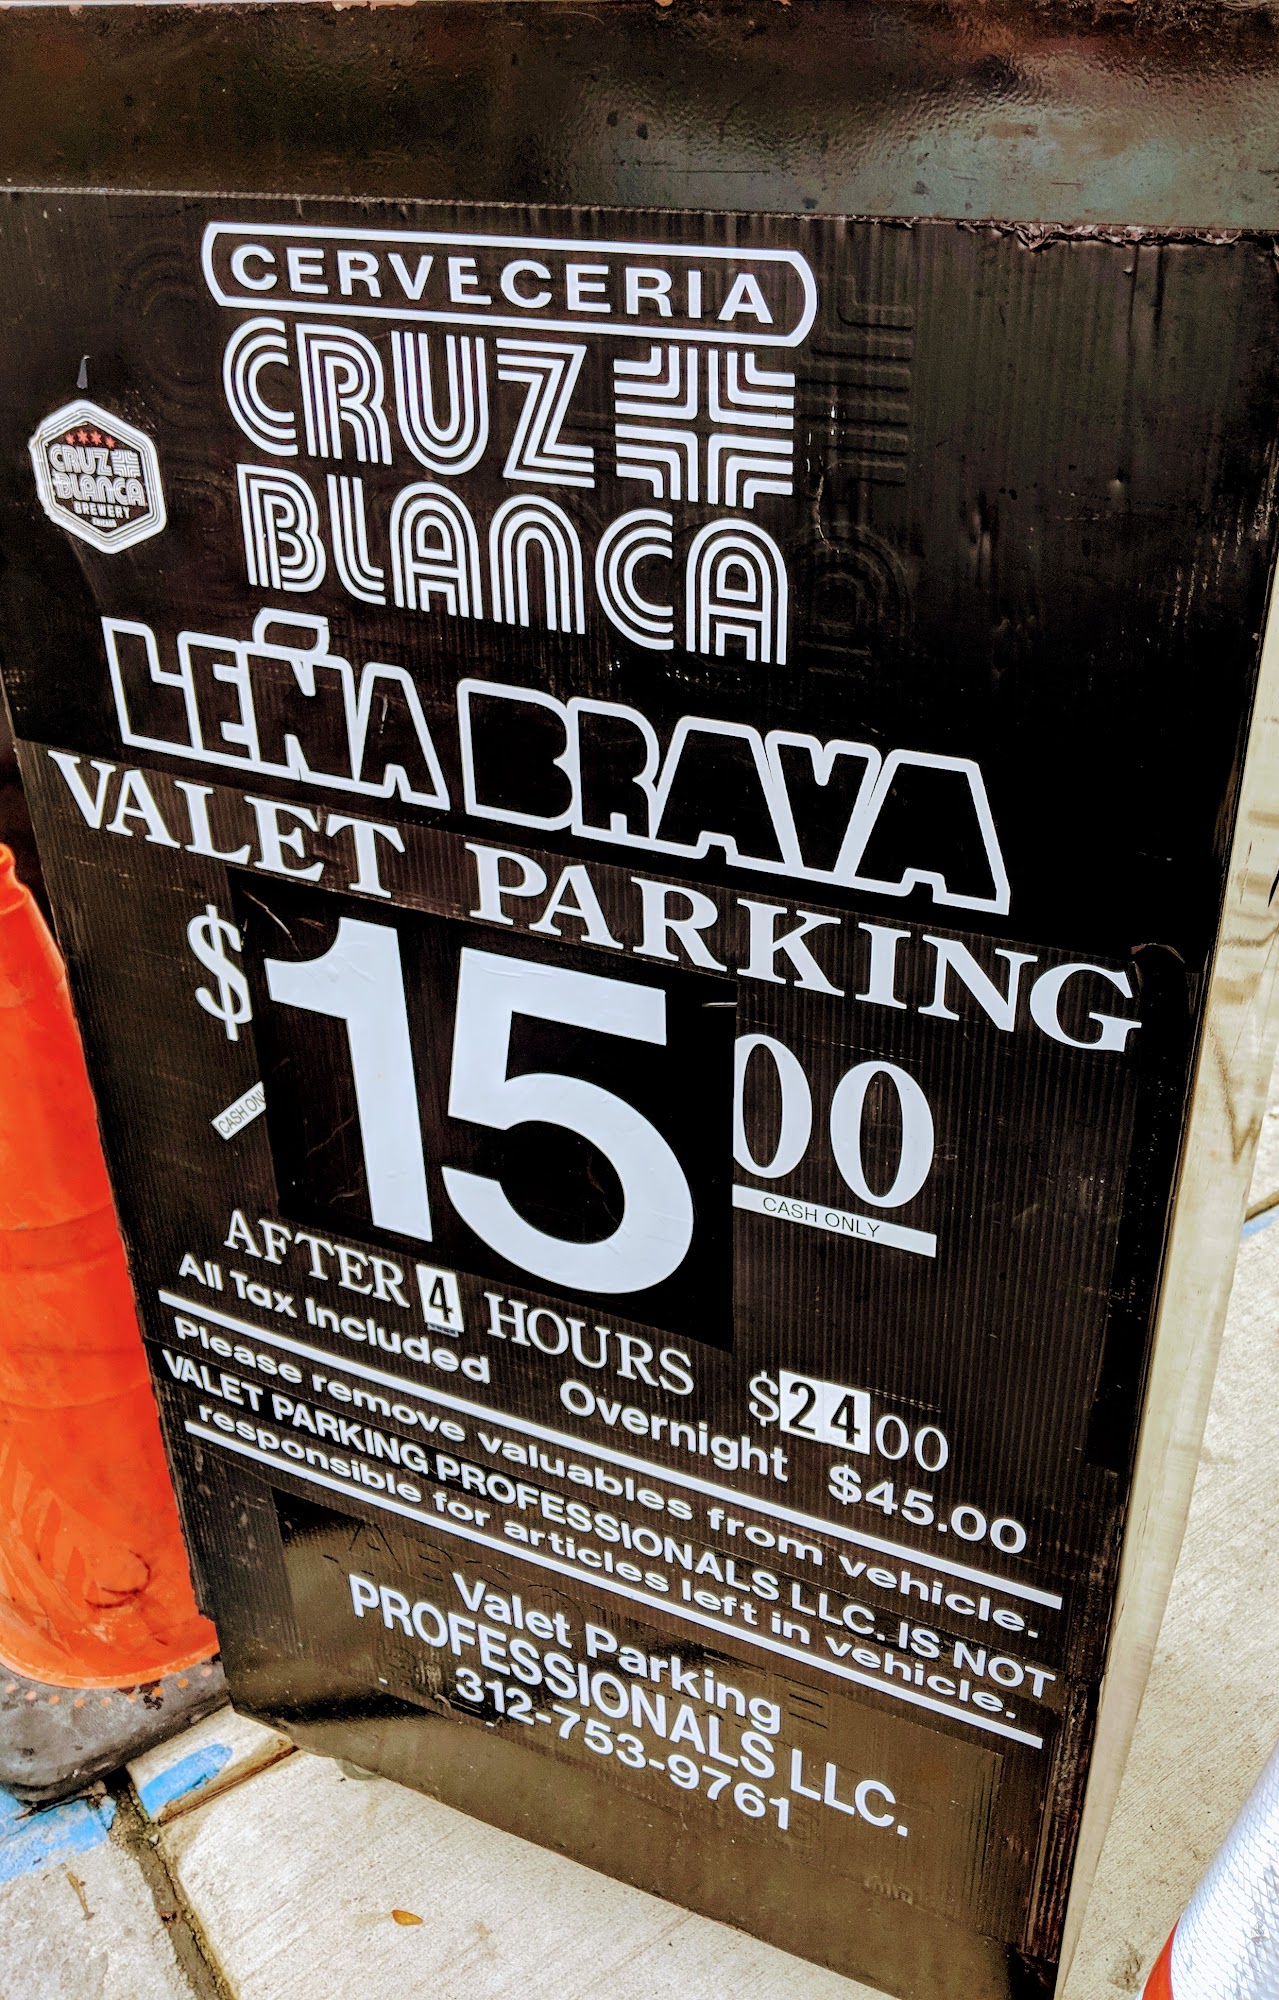 CERVECERIA
CRUZ
BLANCA
CRUZ
BLANCA
BREWERY
CHICAGO
LEÑA BRAVA
VALET PARKING
$15.00
CASH ONLY
CASH ONLY
AFTER 4 HOURS $2400
All Tax Included Overnight $45.00
Please remove valuables from vehicle.
VALET PARKING PROFESSIONALS LLC. IS NOT
responsible for articles left in vehicle.
Valet Parking
PROFESSIONALS LLC.
312-753-9761